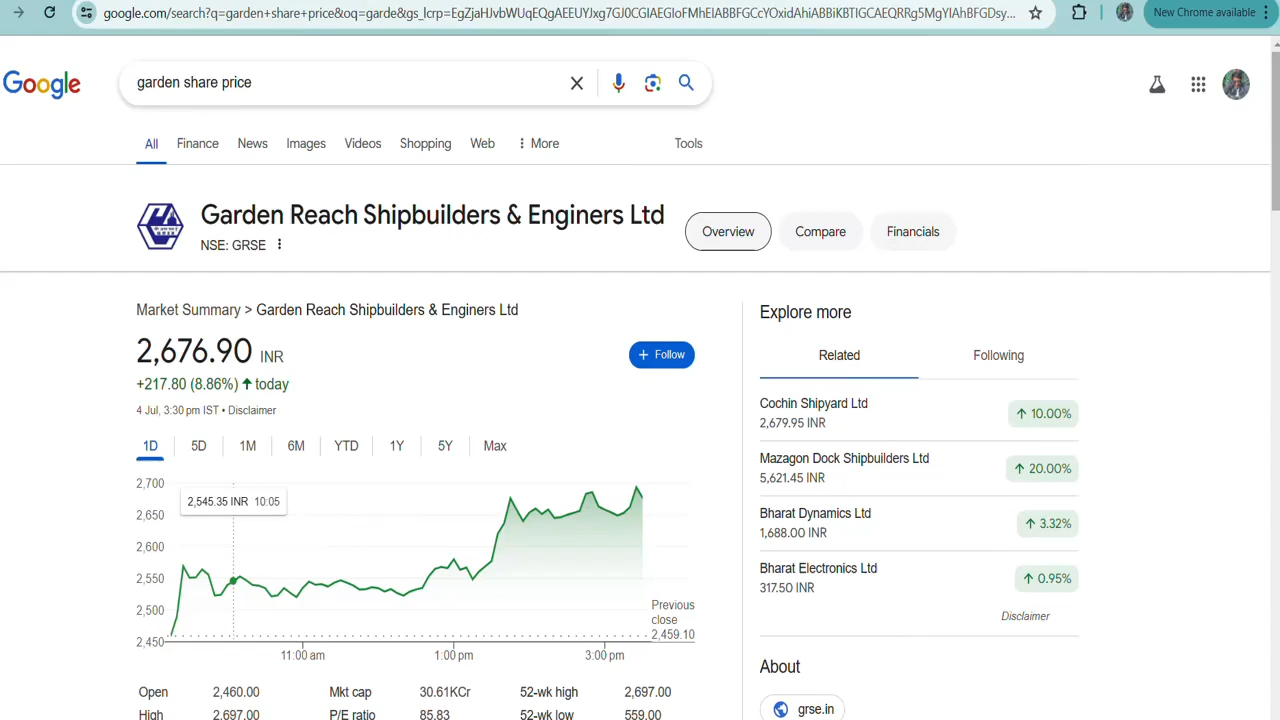 google.com/search?q=garden+share+price&oq=garde&gs_lcrp=EgZjaHJvbWUqEQgAEEUYJxg7GJ0CGIAEGIoFMhEIABBFGCcYOxidAhiABBiKBTIGCAEQRRg5MgYIAhBFGDsy...
New Chrome available
Google
garden share price
All Finance News Images Videos Shopping Web More Tools
Garden Reach Shipbuilders & Enginers Ltd
NSE: GRSE
Overview Compare Financials
Market Summary > Garden Reach Shipbuilders & Enginers Ltd
2,676.90 INR
+ Follow
+217.80 (8.86%) ↑ today
4 Jul, 3:30 pm IST • Disclaimer
1D 5D 1M 6M YTD 1Y 5Y Max
2,700
2,545.35 INR 10:05
2,650
2,600
2,550
2,500
2,450
Previous
close
2,459.10
11:00 am 1:00 pm 3:00 pm
Open 2,460.00 Mkt cap 30.61KCr 52-wk high 2,697.00
High 2,697.00 P/E ratio 85.83 52-wk low 559.00
Explore more
Related Following
Cochin Shipyard Ltd
2,679.95 INR
↑ 10.00%
Mazagon Dock Shipbuilders Ltd
5,621.45 INR
↑ 20.00%
Bharat Dynamics Ltd
1,688.00 INR
↑ 3.32%
Bharat Electronics Ltd
317.50 INR
↑ 0.95%
Disclaimer
About
grse.in